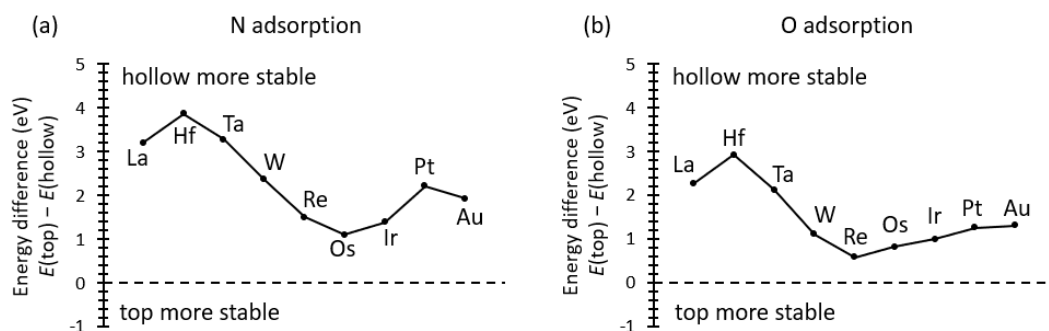 (a) N adsorption
5
4
3
2
1
0
-1
Energy difference (eV)
E(top) − E(hollow)
hollow more stable
La
Hf
Ta
W
Re
Os
Ir
Pt
Au
top more stable
(b) O adsorption
5
4
3
2
1
0
-1
Energy difference (eV)
E(top) − E(hollow)
hollow more stable
La
Hf
Ta
W
Re
Os
Ir
Pt
Au
top more stable